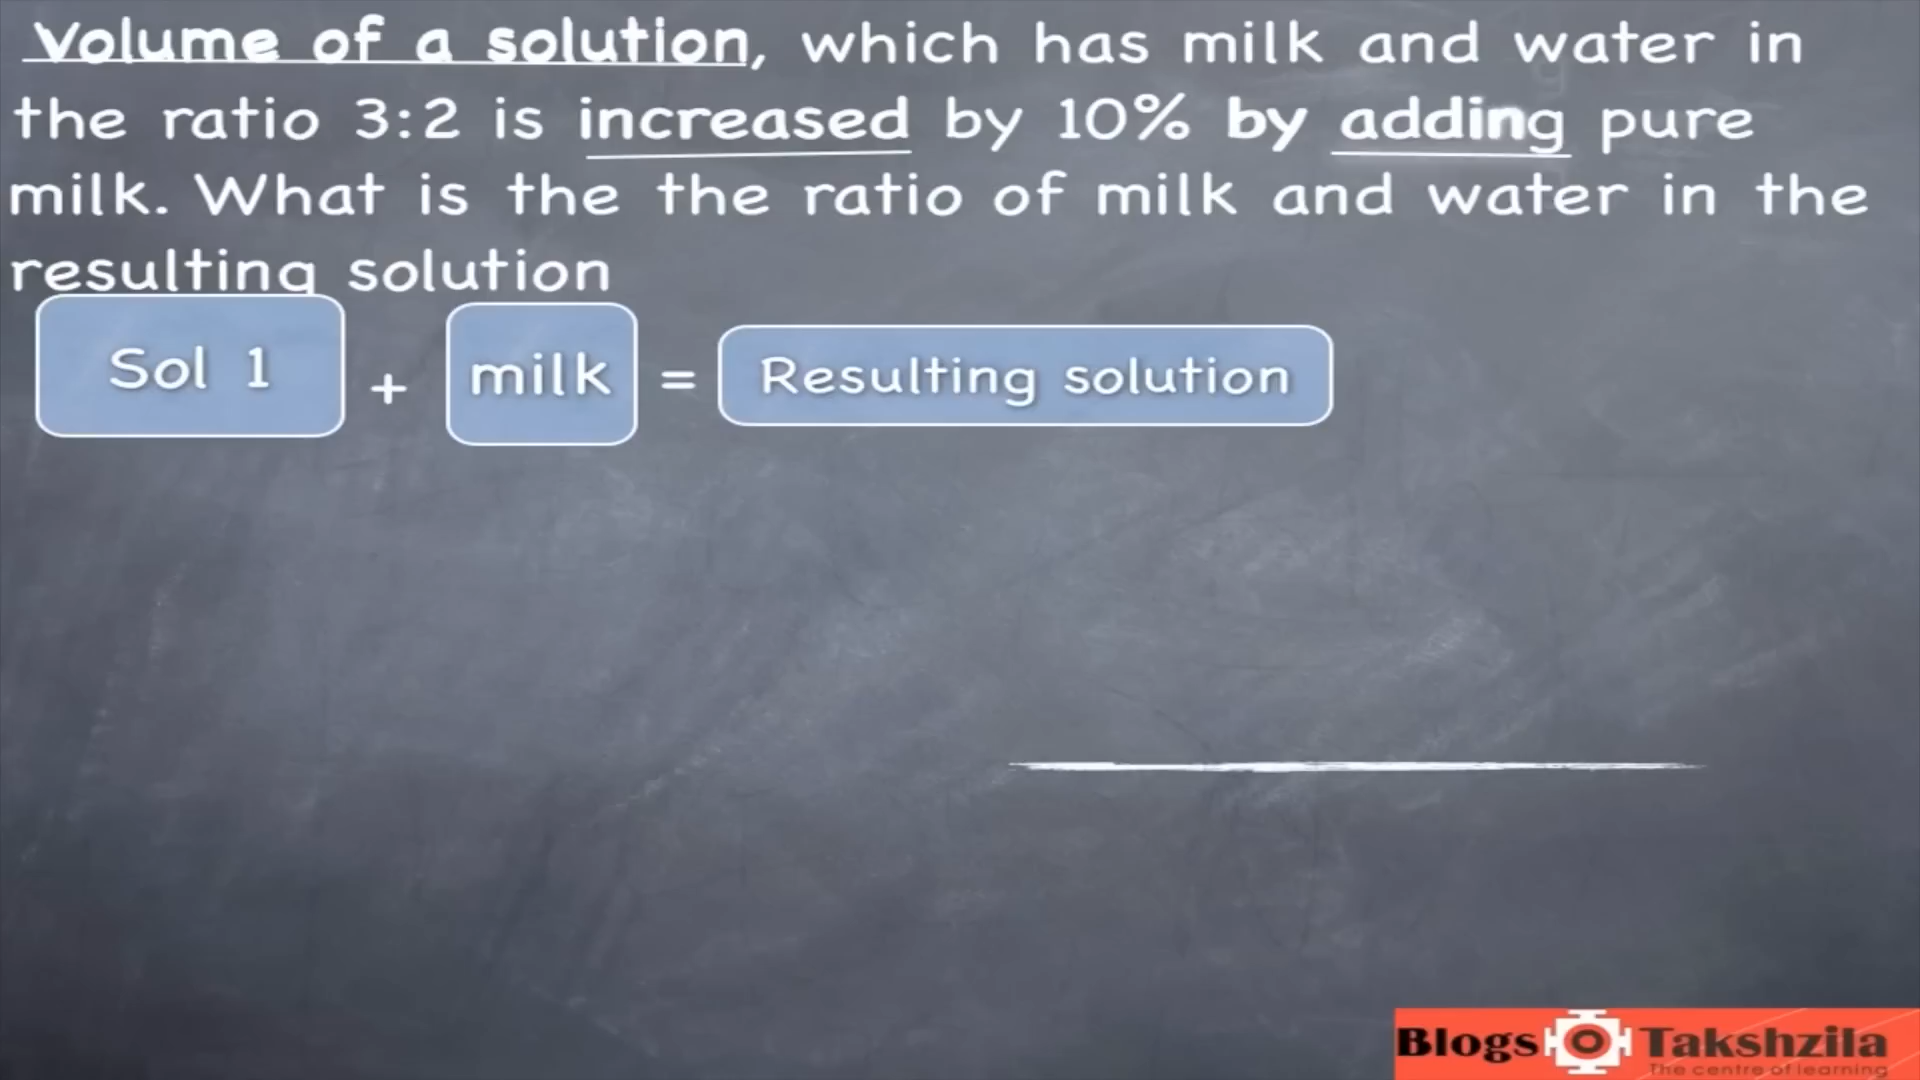 Volume of a solution, which has milk and water in
the ratio 3:2 is increased by 10% by adding pure
milk. What is the the ratio of milk and water in the
resulting solution
Sol 1 + milk = Resulting solution
Blogs Takshzila
The centre of learning